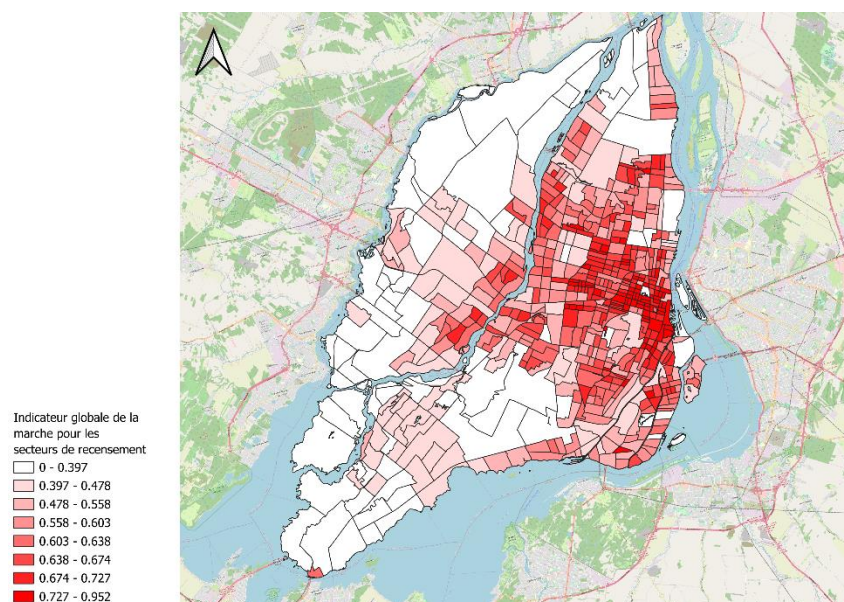 Indicateur globale de la
marche pour les
secteurs de recensement
0 - 0.397
0.397 - 0.478
0.478 - 0.558
0.558 - 0.603
0.603 - 0.638
0.638 - 0.674
0.674 - 0.727
0.727 - 0.952